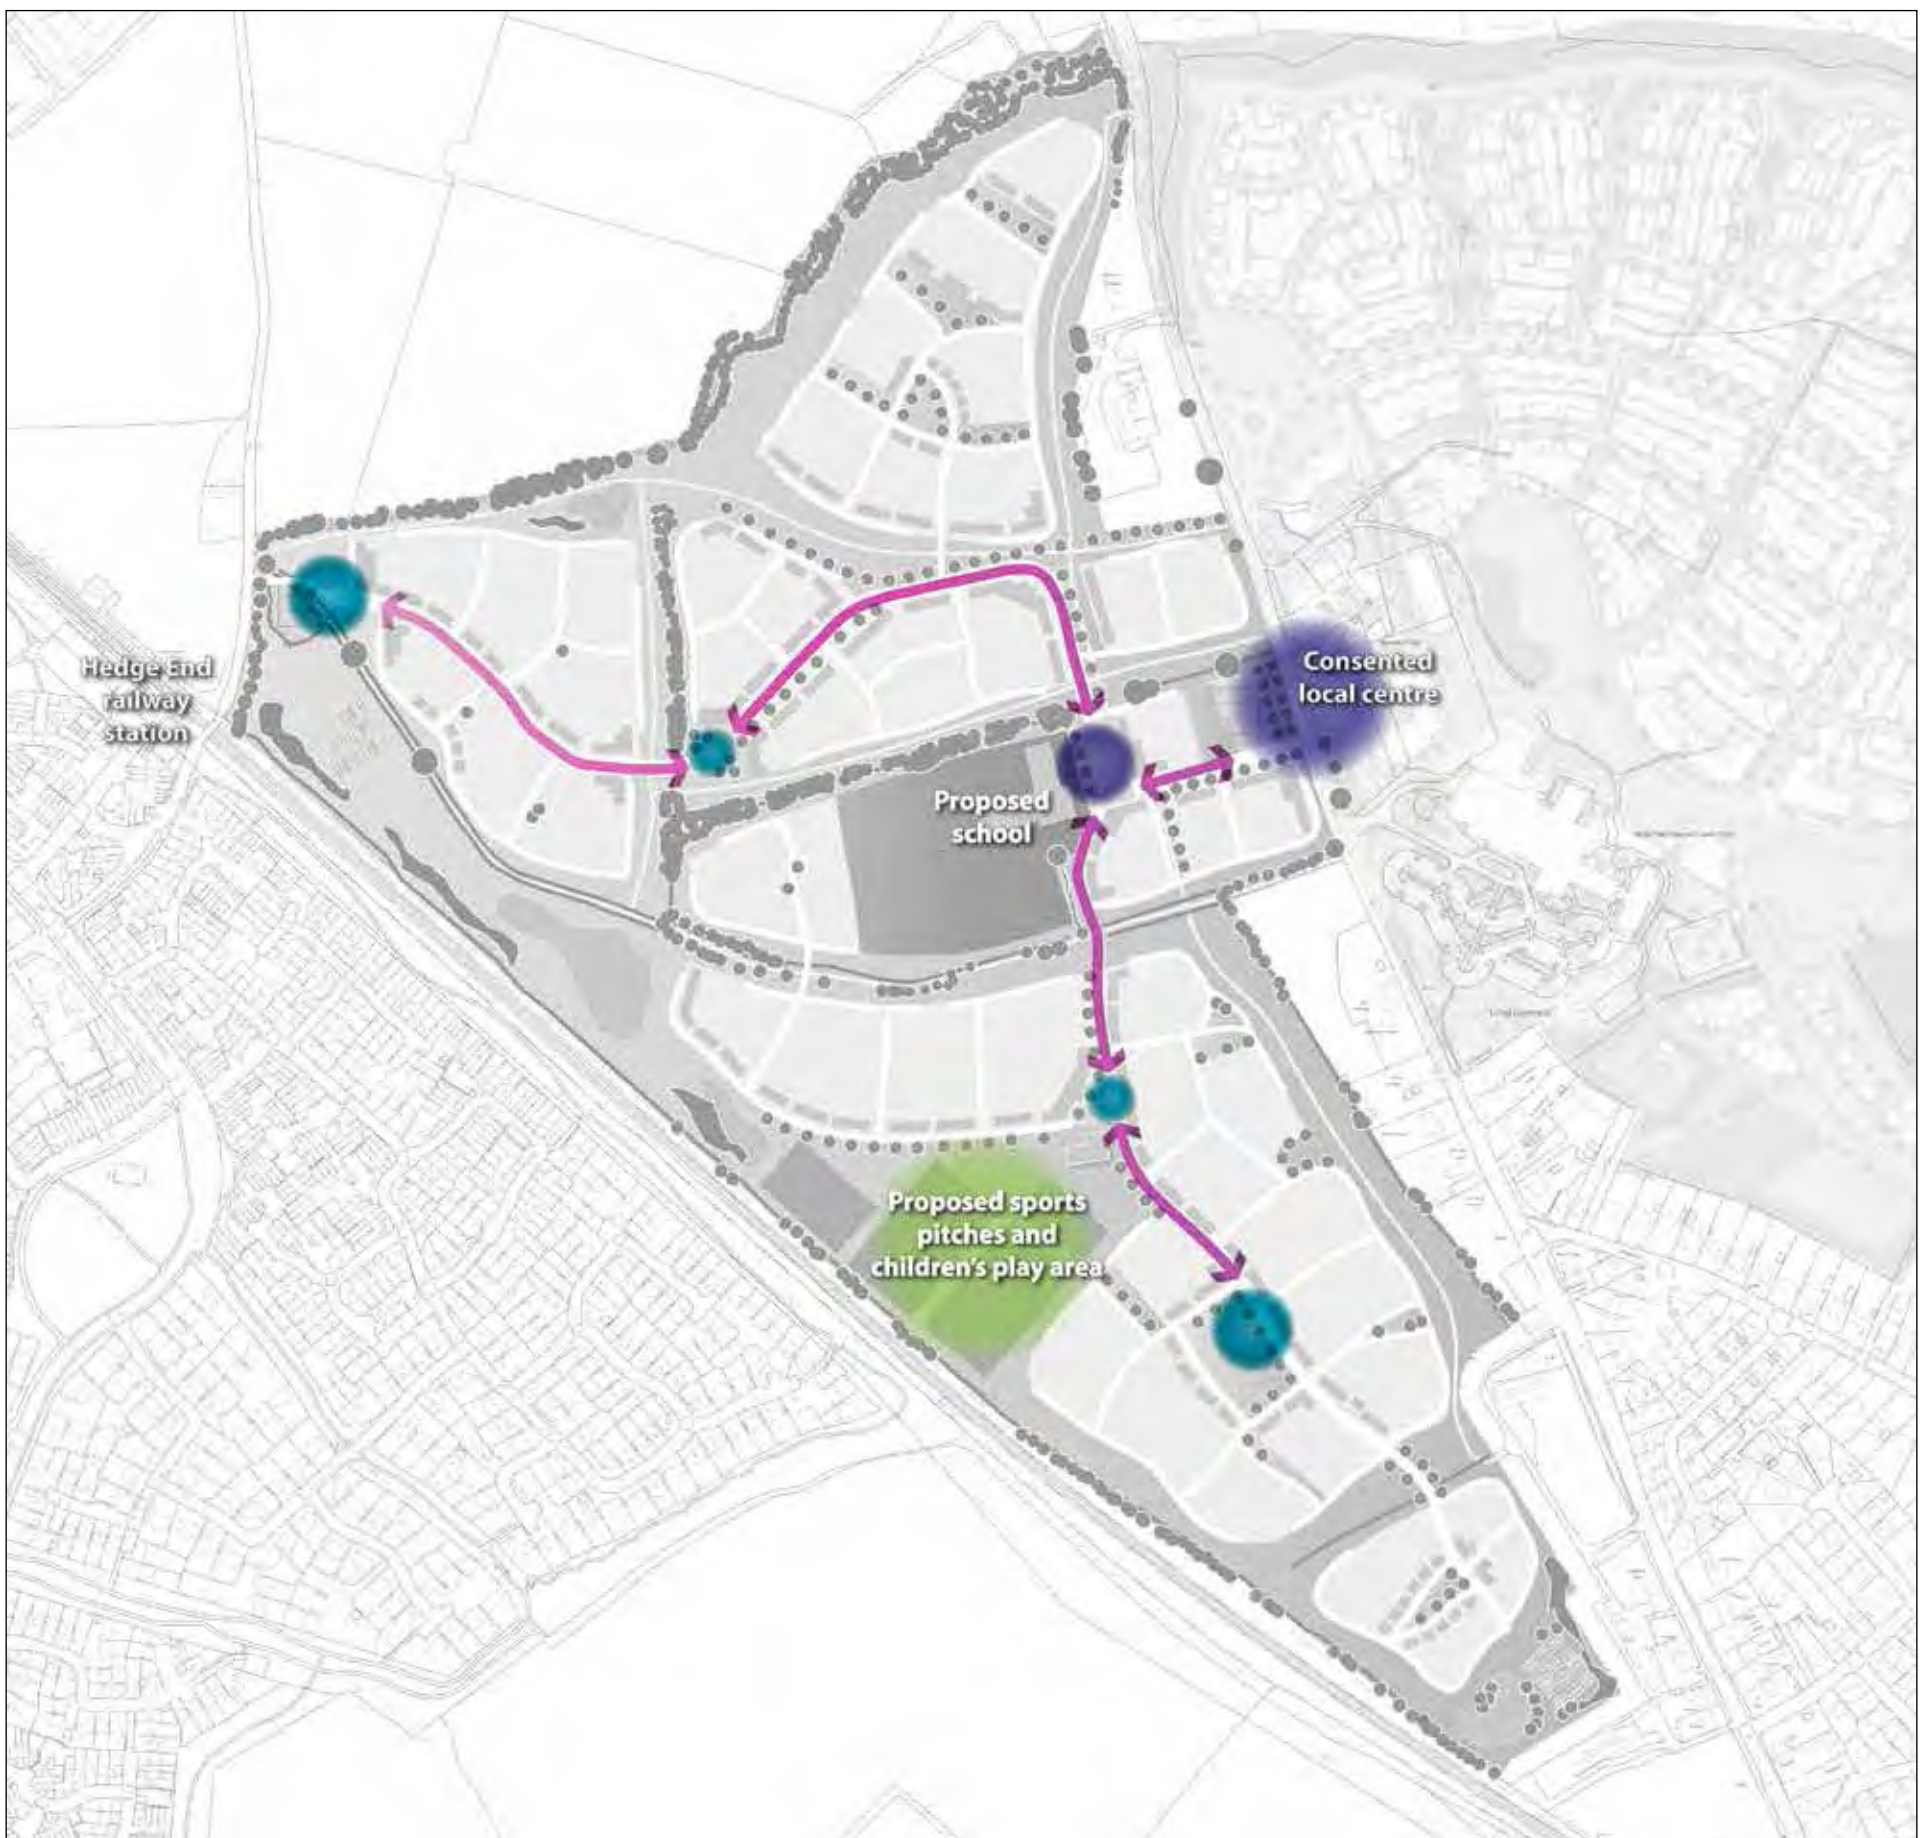 Hedge End
railway
station
Consented
local centre
Proposed
school
Proposed sports
pitches and
children's play area